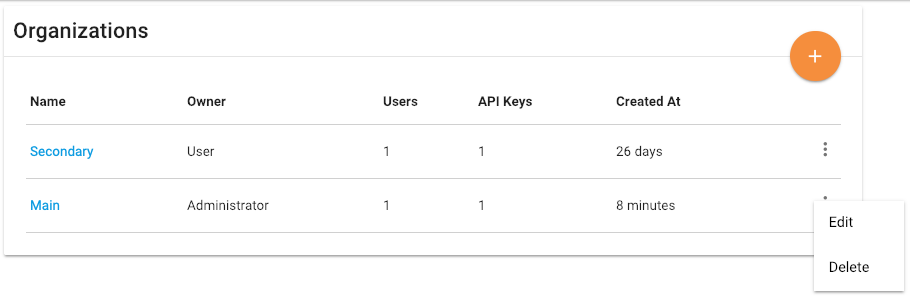 Organizations
+
Name Owner Users API Keys Created At
Secondary User 1 1 26 days
Main Administrator 1 1 8 minutes
Edit
Delete